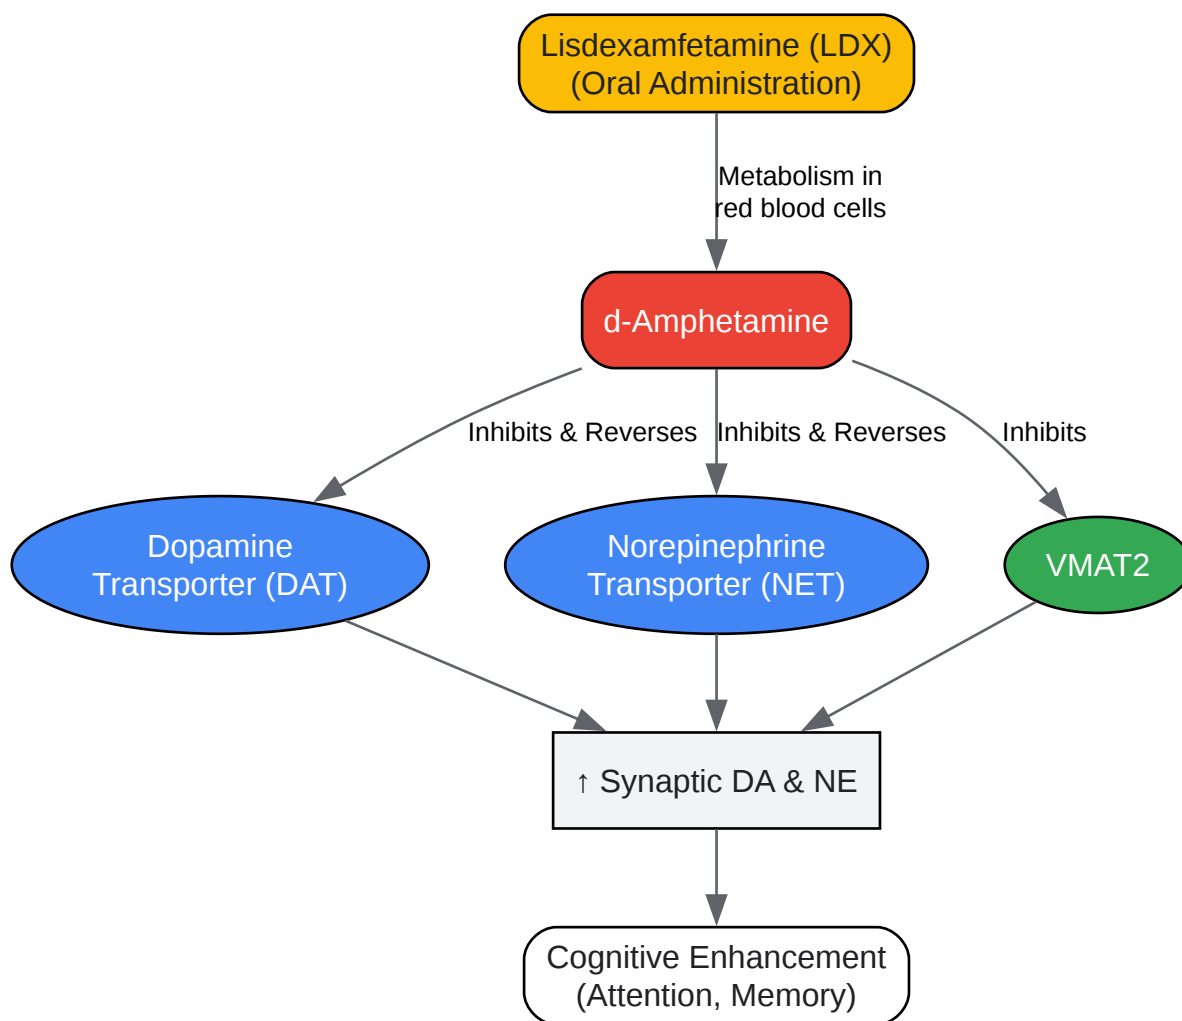 Lisdexamfetamine (LDX)
(Oral Administration)
Metabolism in
red blood cells
d-Amphetamine
Inhibits & Reverses
Inhibits & Reverses
Inhibits
Dopamine
Transporter (DAT)
Norepinephrine
Transporter (NET)
VMAT2
↑ Synaptic DA & NE
Cognitive Enhancement
(Attention, Memory)